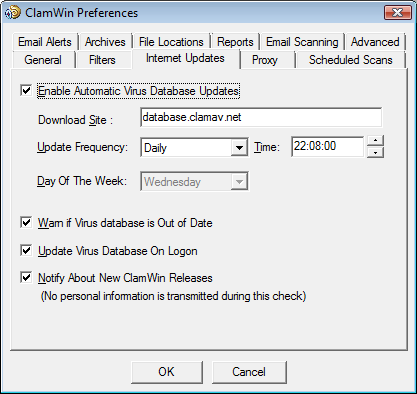 ClamWin Preferences
Email Alerts Archives File Locations Reports Email Scanning Advanced
General Filters Internet Updates Proxy Scheduled Scans
Enable Automatic Virus Database Updates
Download Site : database.clamav.net
Update Frequency: Daily Time: 22:08:00
Day Of The Week: Wednesday
Warn if Virus database is Out of Date
Update Virus Database On Logon
Notify About New ClamWin Releases
(No personal information is transmitted during this check)
OK Cancel